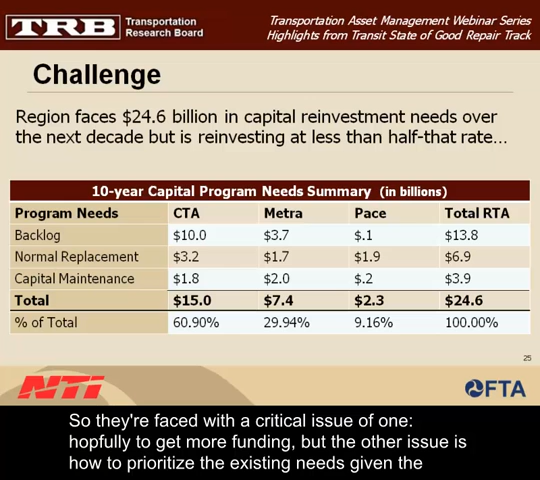 TRB Transportation Research Board
Transportation Asset Management Webinar Series
Highlights from Transit State of Good Repair Track
Challenge
Region faces $24.6 billion in capital reinvestment needs over
the next decade but is reinvesting at less than half-that rate…
10-year Capital Program Needs Summary (in billions)
Program Needs CTA Metra Pace Total RTA
Backlog $10.0 $3.7 $.1 $13.8
Normal Replacement $3.2 $1.7 $1.9 $6.9
Capital Maintenance $1.8 $2.0 $.2 $3.9
Total $15.0 $7.4 $2.3 $24.6
% of Total 60.90% 29.94% 9.16% 100.00%
25
NTI
FTA
So they're faced with a critical issue of one:
hopefully to get more funding, but the other issue is
how to prioritize the existing needs given the